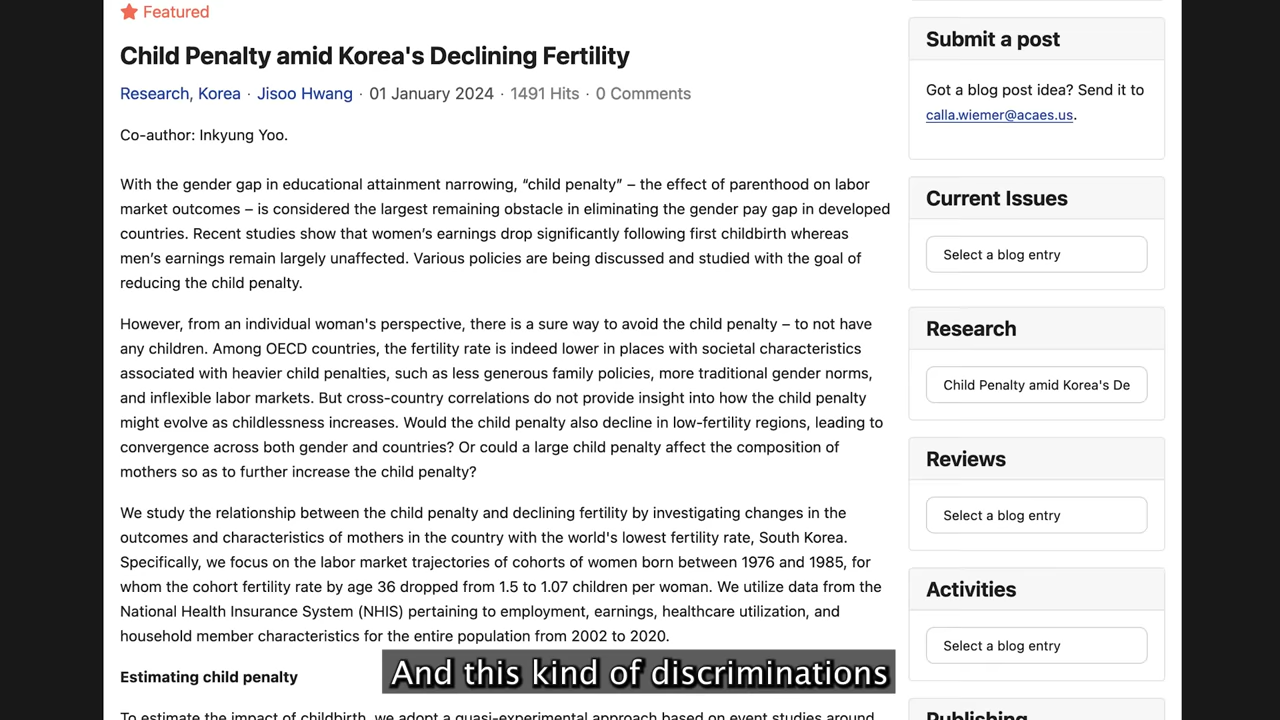 Featured
Child Penalty amid Korea's Declining Fertility
Research, Korea · Jisoo Hwang · 01 January 2024 · 1491 Hits · 0 Comments
Co-author: Inkyung Yoo.
With the gender gap in educational attainment narrowing, “child penalty” – the effect of parenthood on labor
market outcomes – is considered the largest remaining obstacle in eliminating the gender pay gap in developed
countries. Recent studies show that women’s earnings drop significantly following first childbirth whereas
men’s earnings remain largely unaffected. Various policies are being discussed and studied with the goal of
reducing the child penalty.
However, from an individual woman's perspective, there is a sure way to avoid the child penalty – to not have
any children. Among OECD countries, the fertility rate is indeed lower in places with societal characteristics
associated with heavier child penalties, such as less generous family policies, more traditional gender norms,
and inflexible labor markets. But cross-country correlations do not provide insight into how the child penalty
might evolve as childlessness increases. Would the child penalty also decline in low-fertility regions, leading to
convergence across both gender and countries? Or could a large child penalty affect the composition of
mothers so as to further increase the child penalty?
We study the relationship between the child penalty and declining fertility by investigating changes in the
outcomes and characteristics of mothers in the country with the world's lowest fertility rate, South Korea.
Specifically, we focus on the labor market trajectories of cohorts of women born between 1976 and 1985, for
whom the cohort fertility rate by age 36 dropped from 1.5 to 1.07 children per woman. We utilize data from the
National Health Insurance System (NHIS) pertaining to employment, earnings, healthcare utilization, and
household member characteristics for the entire population from 2002 to 2020.
Estimating child penalty
To estimate the impact of childbirth, we adopt a quasi-experimental approach based on event studies around
And this kind of discriminations
Submit a post
Got a blog post idea? Send it to
calla.wiemer@acaes.us.
Current Issues
Select a blog entry
Research
Child Penalty amid Korea's De
Reviews
Select a blog entry
Activities
Select a blog entry
Publishing